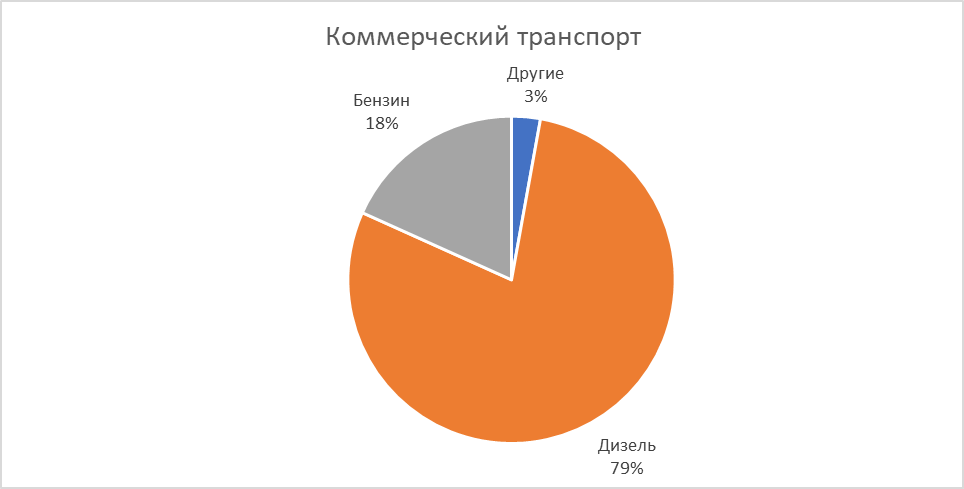 Коммерческий транспорт
Другие
3%
Бензин
18%
Дизель
79%